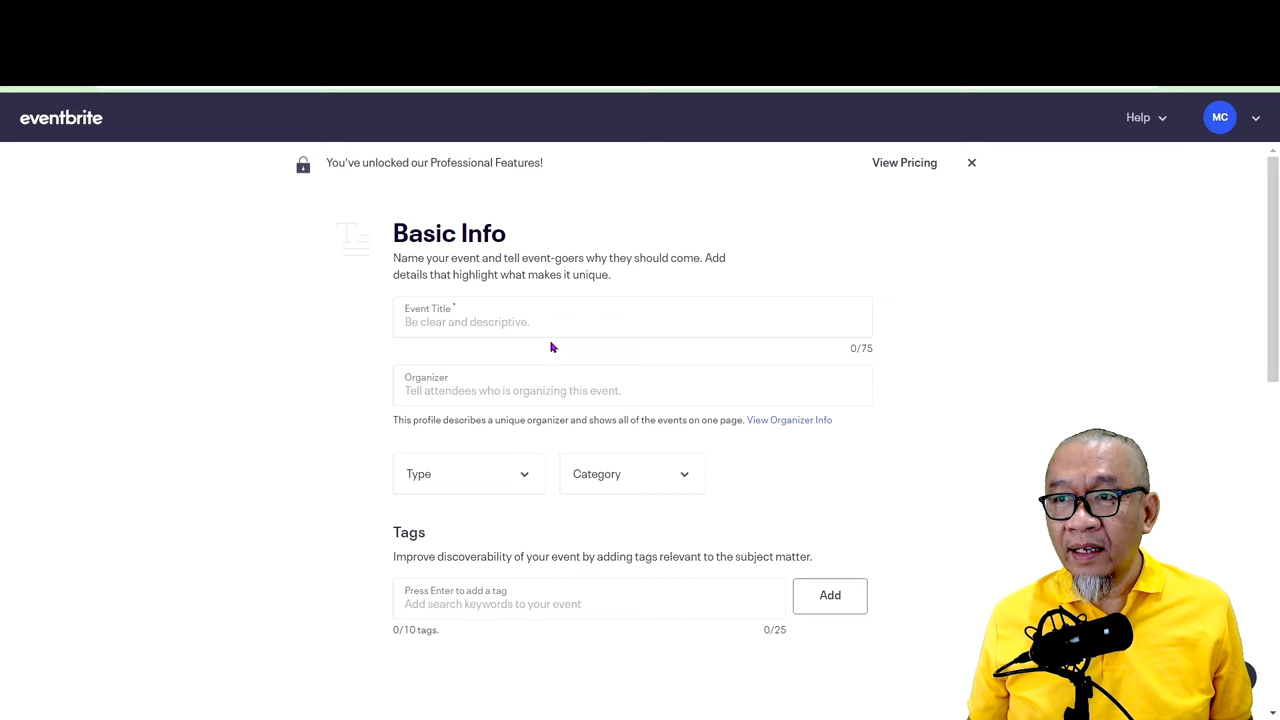 eventbrite
Help
MC
You've unlocked our Professional Features!
View Pricing
Basic Info
Name your event and tell event-goers why they should come. Add
details that highlight what makes it unique.
Event Title *
Be clear and descriptive.
0/75
Organizer
Tell attendees who is organizing this event.
This profile describes a unique organizer and shows all of the events on one page. View Organizer Info
Type
Category
Tags
Improve discoverability of your event by adding tags relevant to the subject matter.
Press Enter to add a tag
Add search keywords to your event
Add
0/10 tags.
0/25